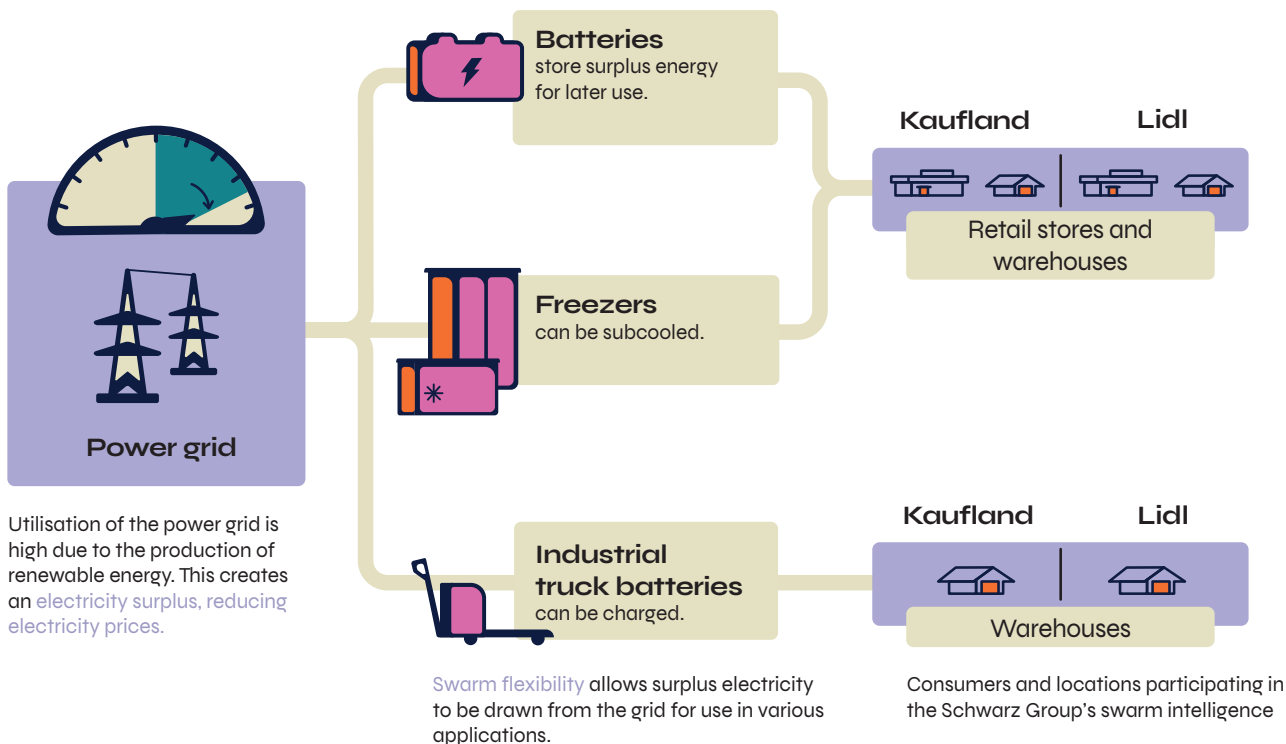 Power grid
Utilisation of the power grid is
high due to the production of
renewable energy. This creates
an electricity surplus, reducing
electricity prices.
Batteries
store surplus energy
for later use.
Freezers
can be subcooled.
Industrial
truck batteries
can be charged.
Swarm flexibility allows surplus electricity
to be drawn from the grid for use in various
applications.
Kaufland
Lidl
Retail stores and
warehouses
Kaufland
Lidl
Warehouses
Consumers and locations participating in
the Schwarz Group's swarm intelligence